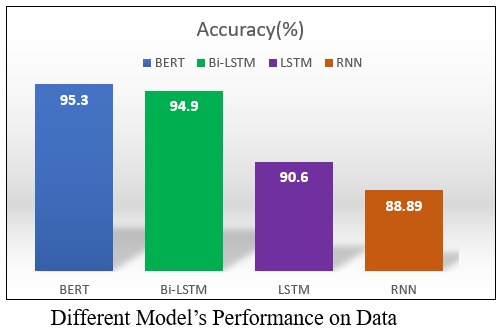 Accuracy(%)
BERT Bi-LSTM LSTM RNN
95.3 94.9 90.6 88.89
BERT Bi-LSTM LSTM RNN
Different Model’s Performance on Data